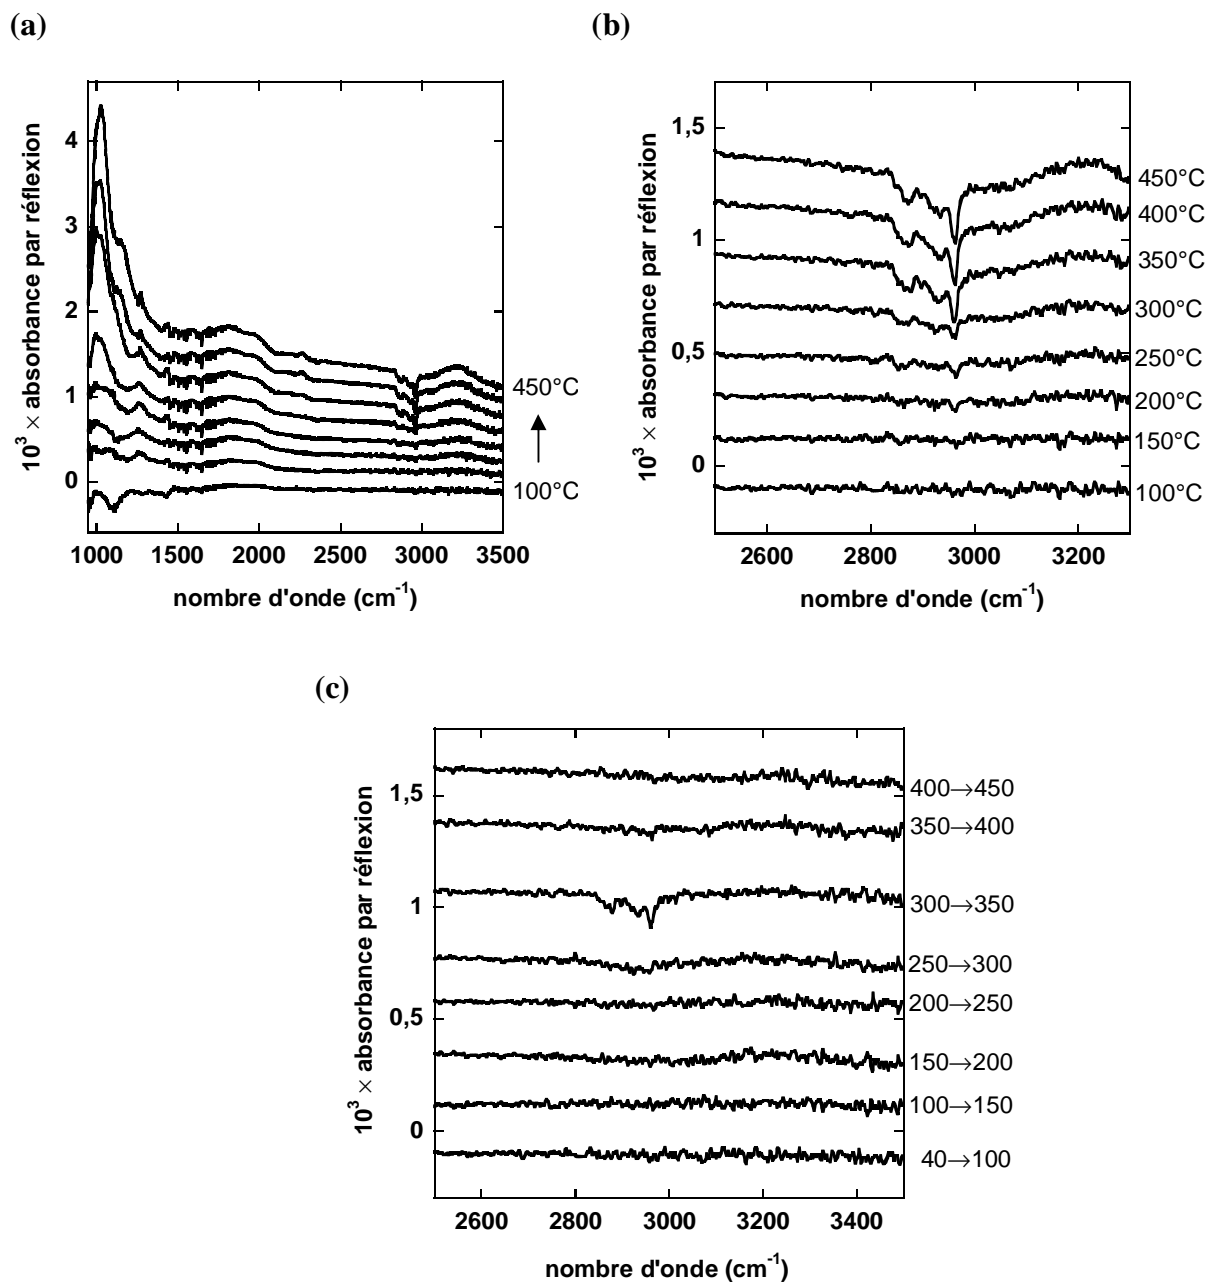 (a)
10³ × absorbance par réflexion
4
3
2
1
0
450°C
100°C
1000 1500 2000 2500 3000 3500
nombre d'onde (cm⁻¹)
(b)
10³ × absorbance par réflexion
1,5
1
0,5
0
450°C
400°C
350°C
300°C
250°C
200°C
150°C
100°C
2600 2800 3000 3200
nombre d'onde (cm⁻¹)
(c)
10³ × absorbance par réflexion
1,5
1
0,5
0
400→450
350→400
300→350
250→300
200→250
150→200
100→150
40→100
2600 2800 3000 3200 3400
nombre d'onde (cm⁻¹)